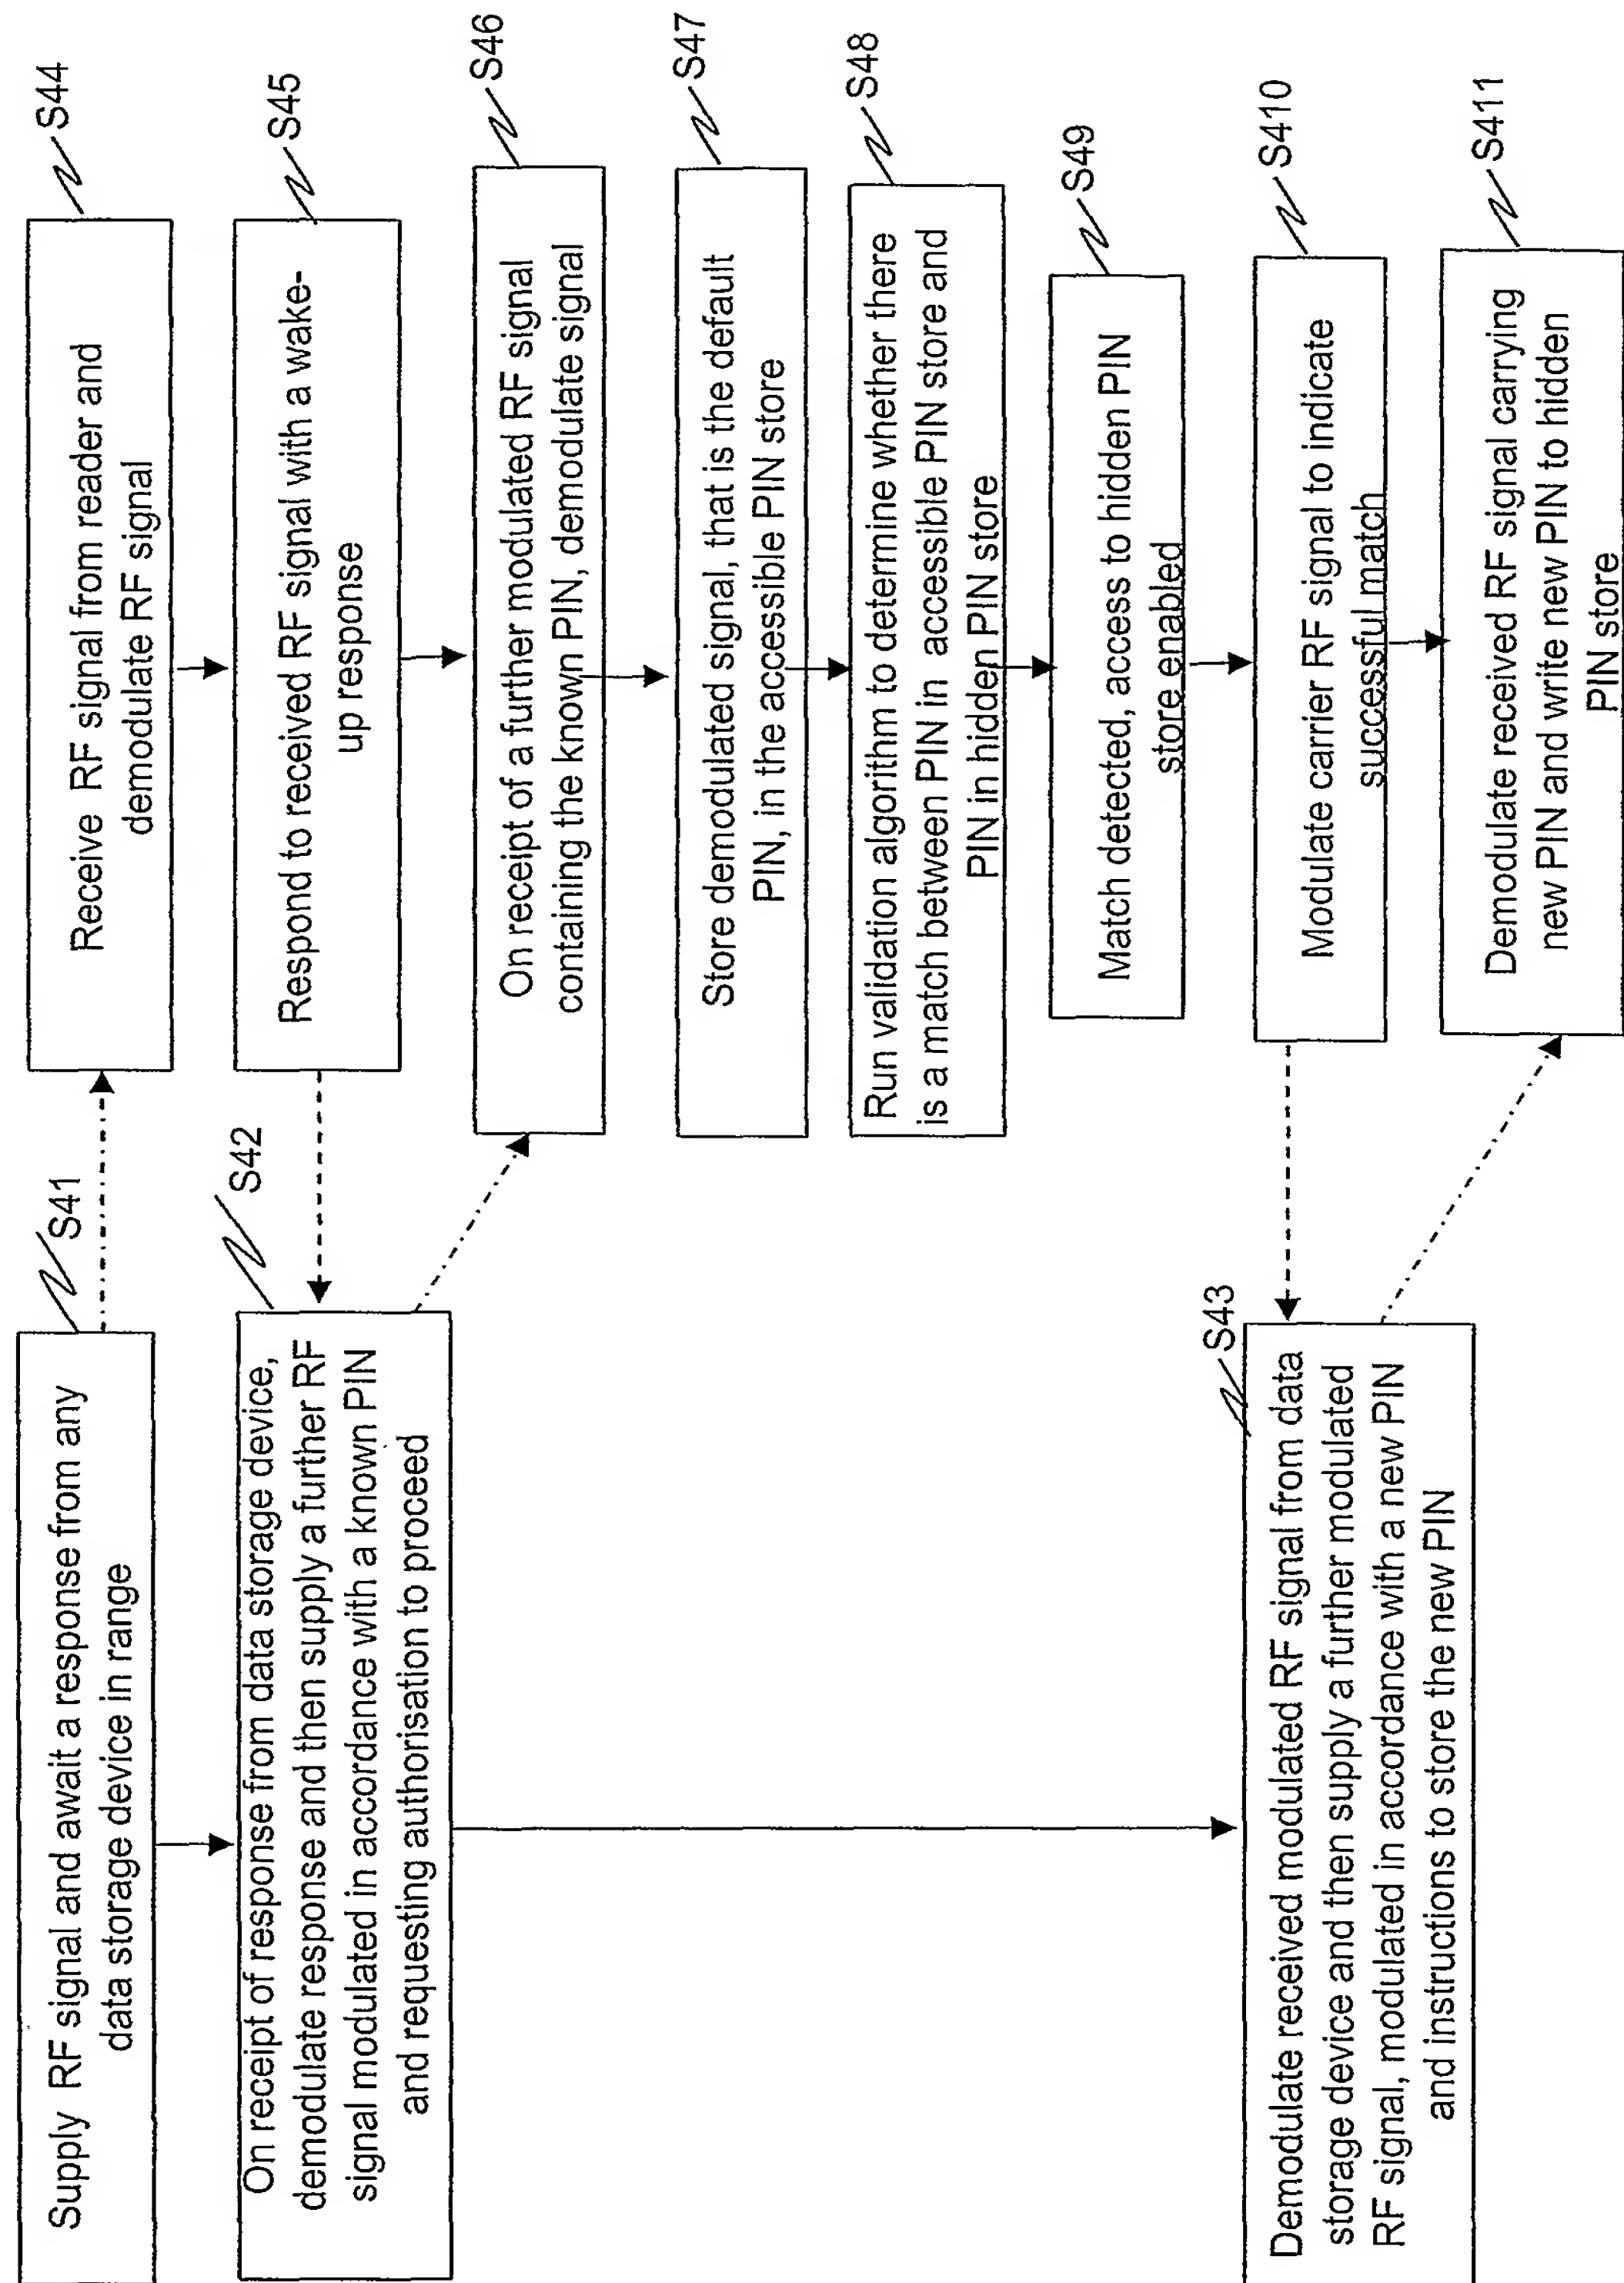 S41
Supply RF signal and await a response from any
data storage device in range
S42
On receipt of response from data storage device,
demodulate response and then supply a further RF
signal modulated in accordance with a known PIN
and requesting authorisation to proceed
S43
Demodulate received modulated RF signal from data
storage device and then supply a further modulated
RF signal, modulated in accordance with a new PIN
and instructions to store the new PIN
S44
Receive RF signal from reader and
demodulate RF signal
S45
Respond to received RF signal with a wake-
up response
S46
On receipt of a further modulated RF signal
containing the known PIN, demodulate signal
S47
Store demodulated signal, that is the default
PIN, in the accessible PIN store
S48
Run validation algorithm to determine whether there
is a match between PIN in accessible PIN store and
PIN in hidden PIN store
S49
Match detected, access to hidden PIN
store enabled
S410
Modulate carrier RF signal to indicate
successful match
S411
Demodulate received RF signal carrying
new PIN and write new PIN to hidden
PIN store